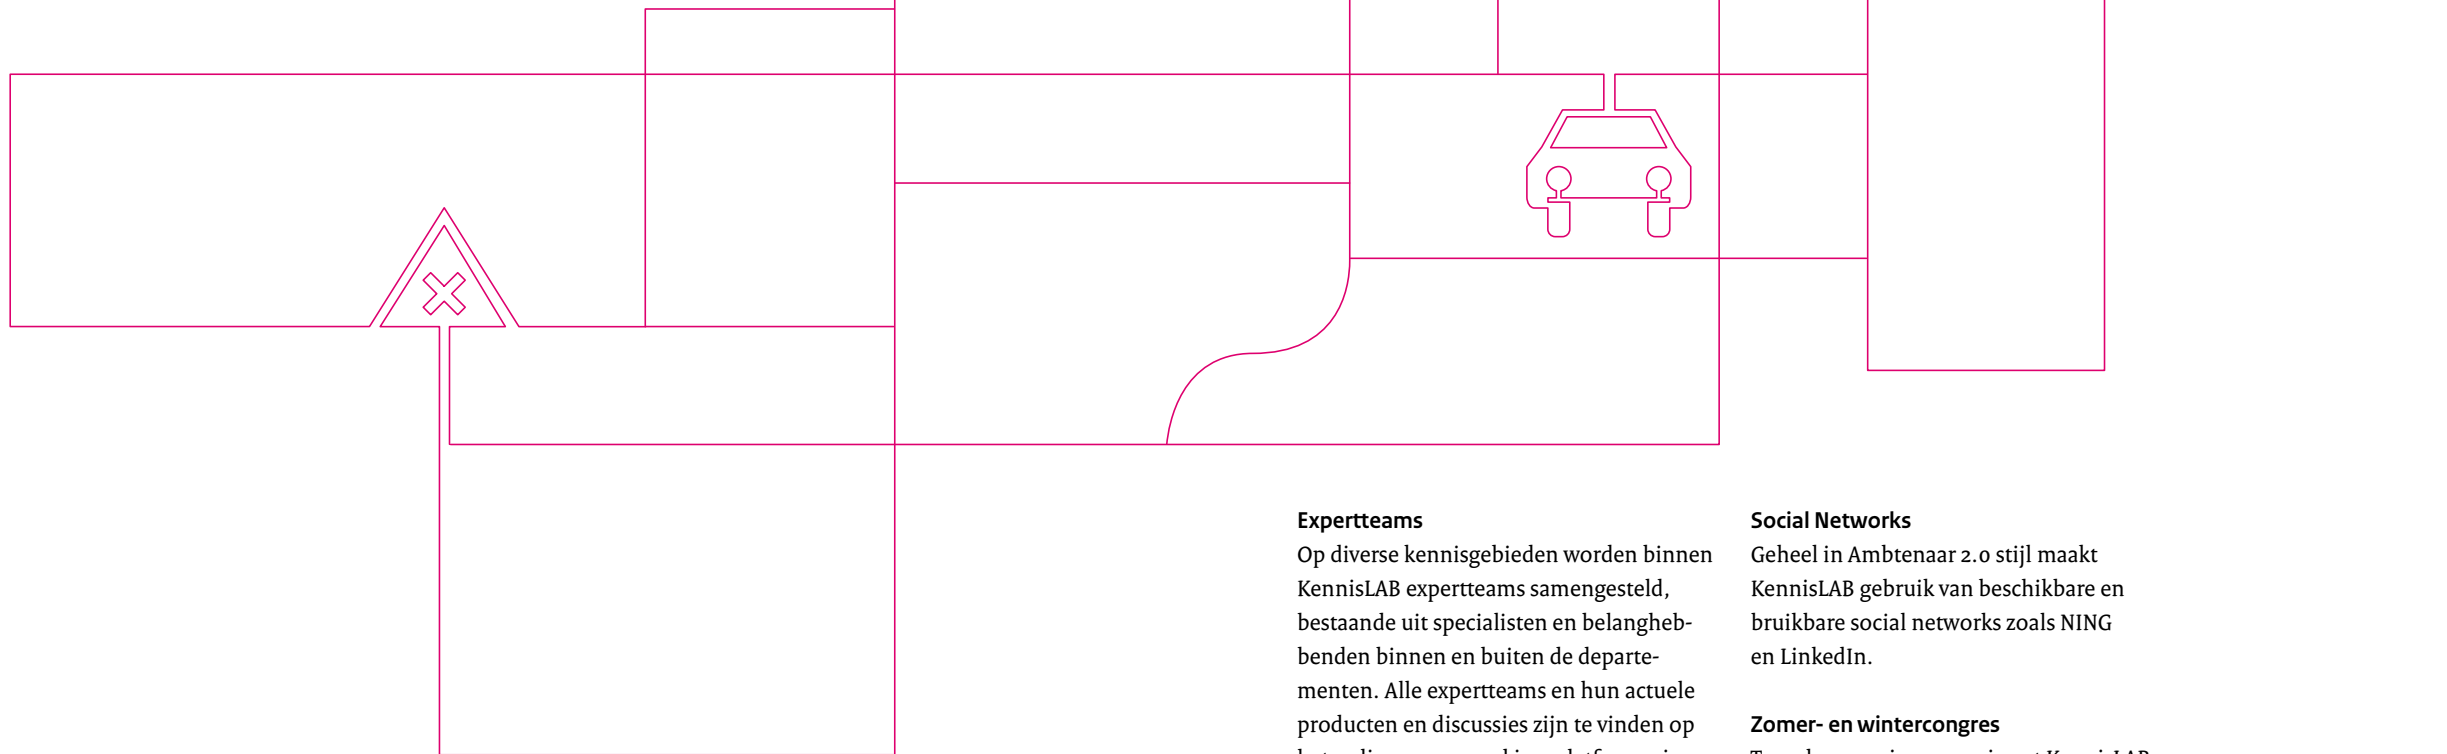 Expertteams
Op diverse kennisgebieden worden binnen
KennisLAB expertteams samengesteld,
bestaande uit specialisten en belangheb-
benden binnen en buiten de departe-
menten. Alle expertteams en hun actuele
producten en discussies zijn te vinden op
Social Networks
Geheel in Ambtenaar 2.0 stijl maakt
KennisLAB gebruik van beschikbare en
bruikbare social networks zoals NING
en LinkedIn.
Zomer- en wintercongres